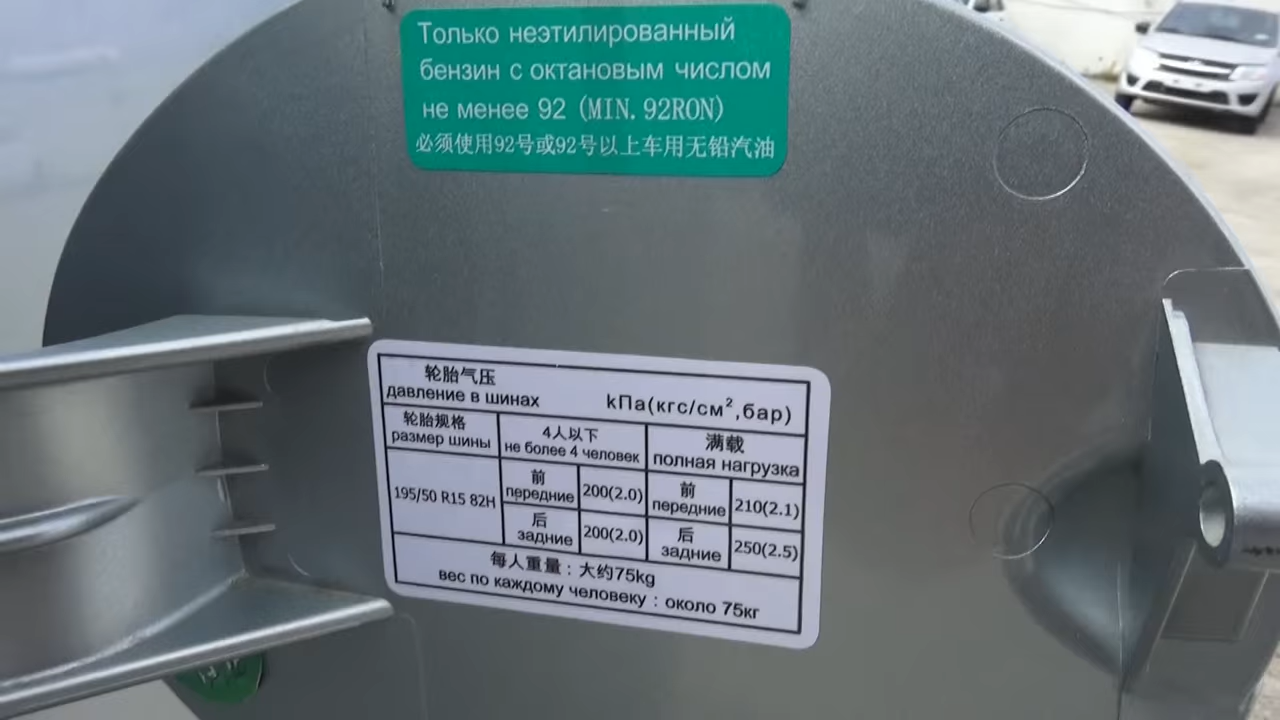 Только неэтилированный
бензин с октановым числом
не менее 92 (MIN.92RON)
必须使用92号或92号以上车用无铅汽油
轮胎气压
давление в шинах kПа(кгс/см²,бар)
轮胎规格
размер шины
4人以下
не более 4 человек
满载
полная нагрузка
195/50 R15 82H
前
передние
200(2.0)
前
передние
210(2.1)
后
задние
200(2.0)
后
задние
250(2.5)
每人重量：大约75kg
вес по каждому человеку : около 75кг